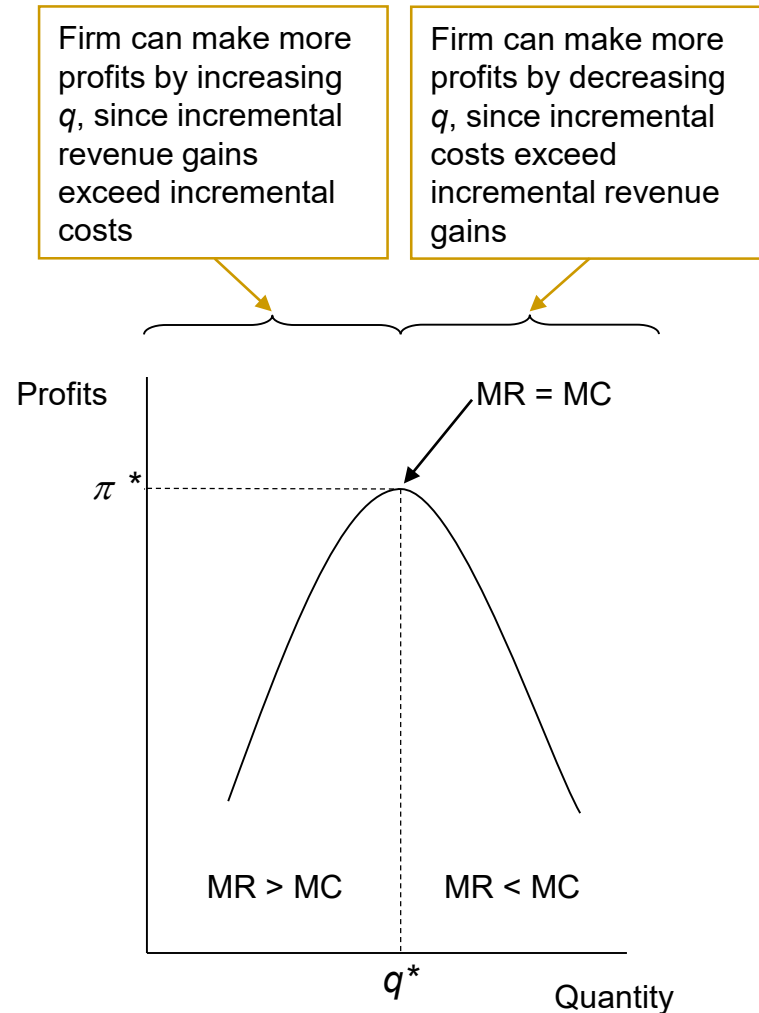 Firm can make more
profits by increasing
q, since incremental
revenue gains
exceed incremental
costs
Firm can make more
profits by decreasing
q, since incremental
costs exceed
incremental revenue
gains
Profits
MR = MC
π *
MR > MC
MR < MC
q*
Quantity